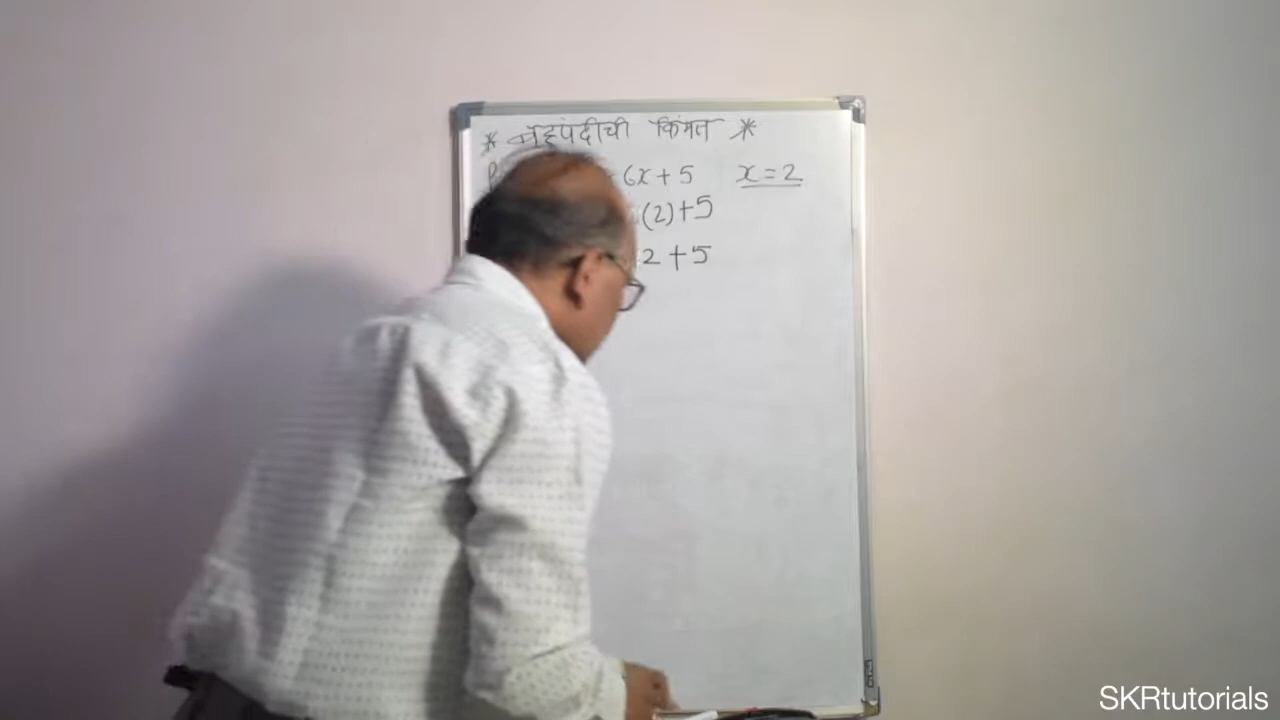 * बहुपदीची किंमत *
6x + 5 x = 2
(2) + 5
2 + 5
SKRtutorials